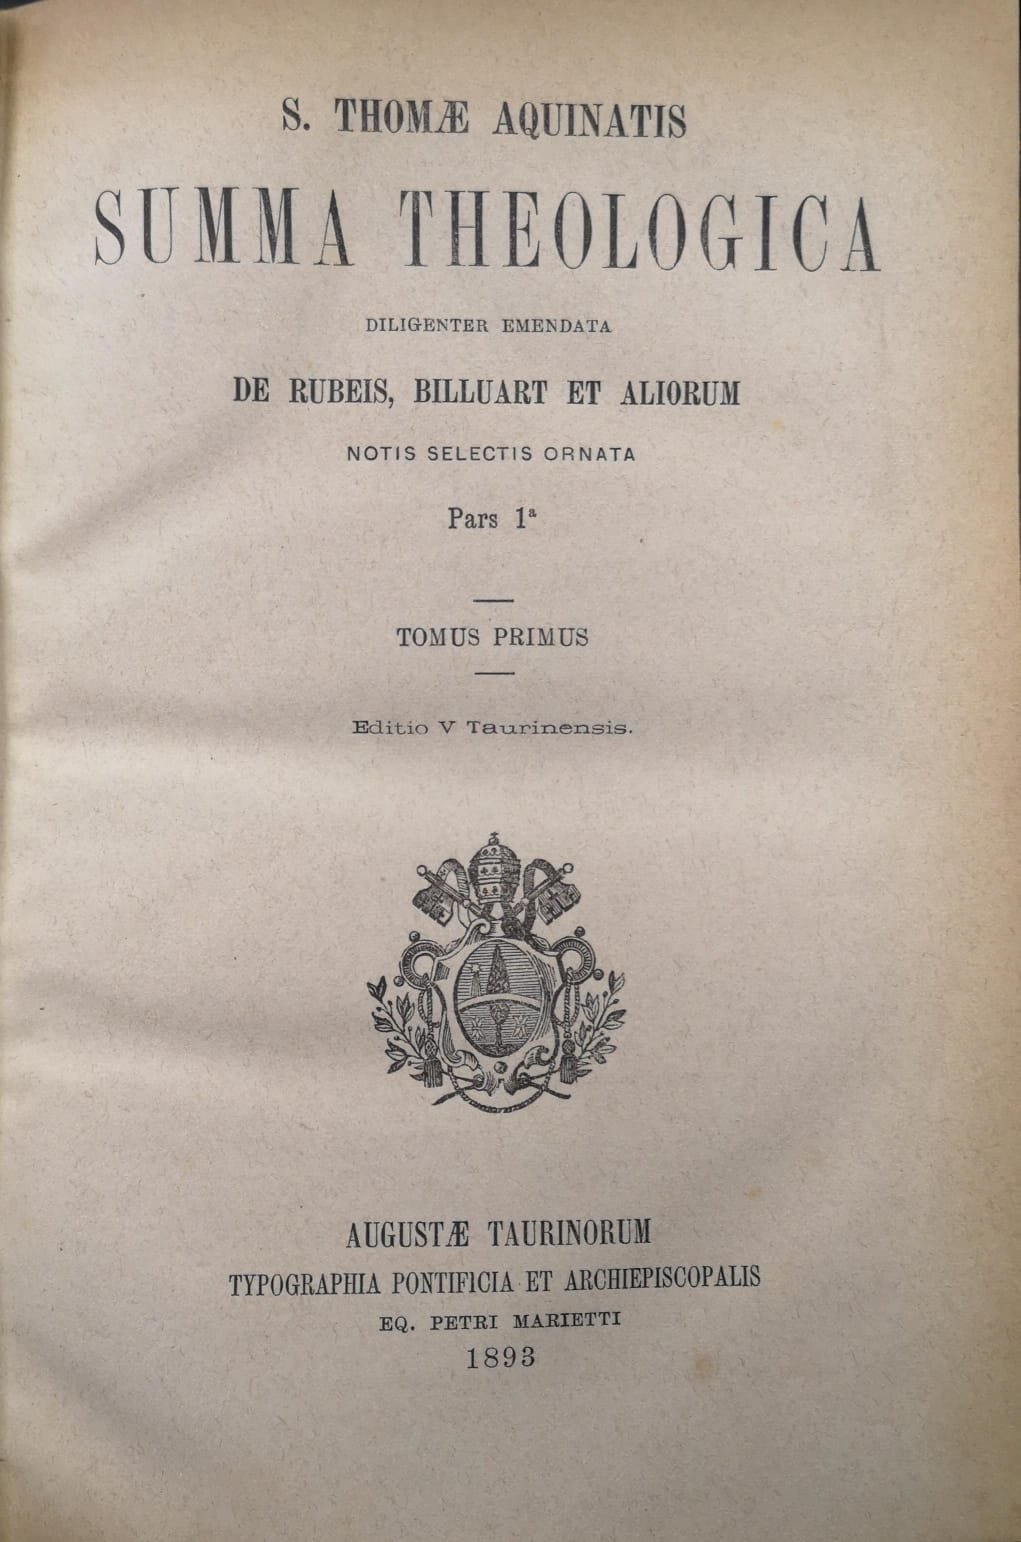 S. THOMÆ AQUINATIS
SUMMA THEOLOGICA
DILIGENTER EMENDATA
DE RUBEIS, BILLUART ET ALIORUM
NOTIS SELECTIS ORNATA
Pars 1ª
TOMUS PRIMUS
Editio V Taurinensis.
AUGUSTÆ TAURINORUM
TYPOGRAPHIA PONTIFICIA ET ARCHIEPISCOPALIS
EQ. PETRI MARIETTI
1893